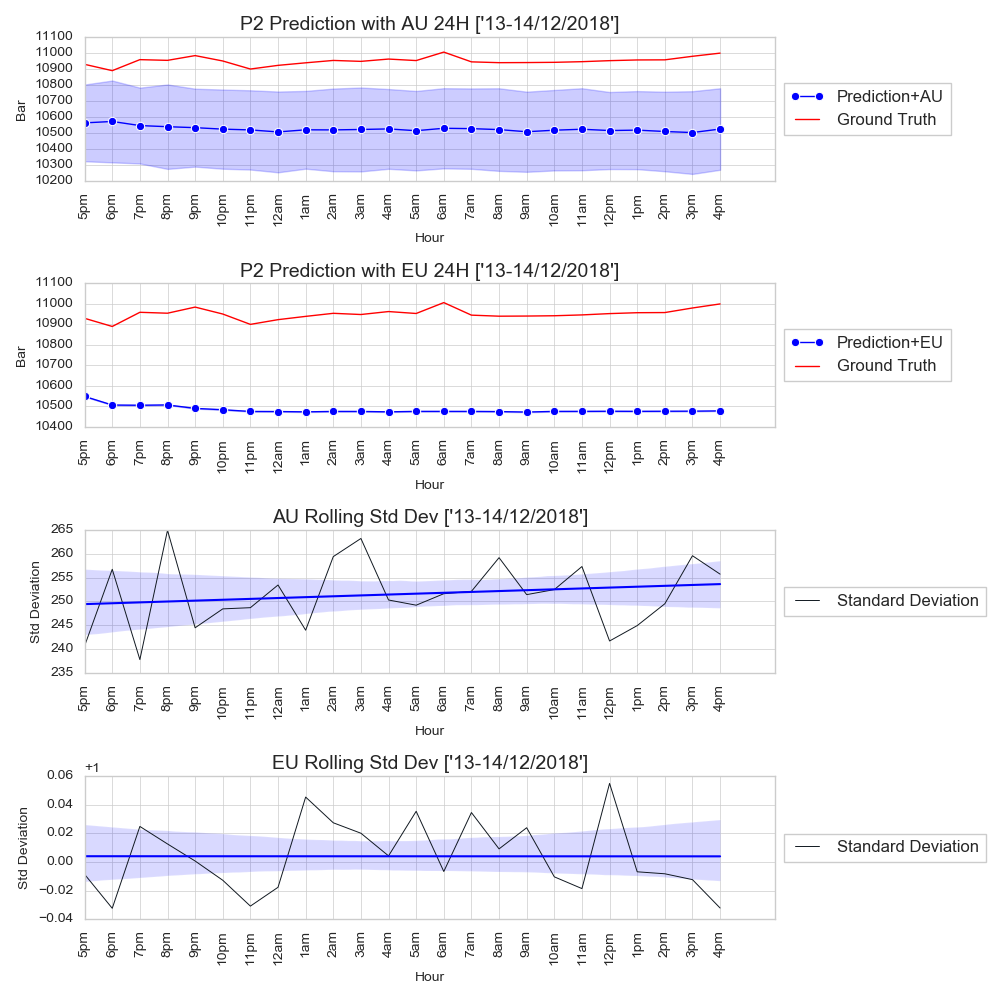 P2 Prediction with AU 24H ['13-14/12/2018']
11100
11000
10900
10800
10700
10600
10500
10400
10300
10200
Bar
5pm 6pm 7pm 8pm 9pm 10pm 11pm 12am 1am 2am 3am 4am 5am 6am 7am 8am 9am 10am 11am 12pm 1pm 2pm 3pm 4pm
Hour
Prediction+AU
Ground Truth
P2 Prediction with EU 24H ['13-14/12/2018']
11100
11000
10900
10800
10700
10600
10500
10400
Bar
5pm 6pm 7pm 8pm 9pm 10pm 11pm 12am 1am 2am 3am 4am 5am 6am 7am 8am 9am 10am 11am 12pm 1pm 2pm 3pm 4pm
Hour
Prediction+EU
Ground Truth
AU Rolling Std Dev ['13-14/12/2018']
265
260
255
250
245
240
235
Std Deviation
5pm 6pm 7pm 8pm 9pm 10pm 11pm 12am 1am 2am 3am 4am 5am 6am 7am 8am 9am 10am 11am 12pm 1pm 2pm 3pm 4pm
Hour
Standard Deviation
EU Rolling Std Dev ['13-14/12/2018']
+1
0.06
0.04
0.02
0.00
−0.02
−0.04
Std Deviation
5pm 6pm 7pm 8pm 9pm 10pm 11pm 12am 1am 2am 3am 4am 5am 6am 7am 8am 9am 10am 11am 12pm 1pm 2pm 3pm 4pm
Hour
Standard Deviation